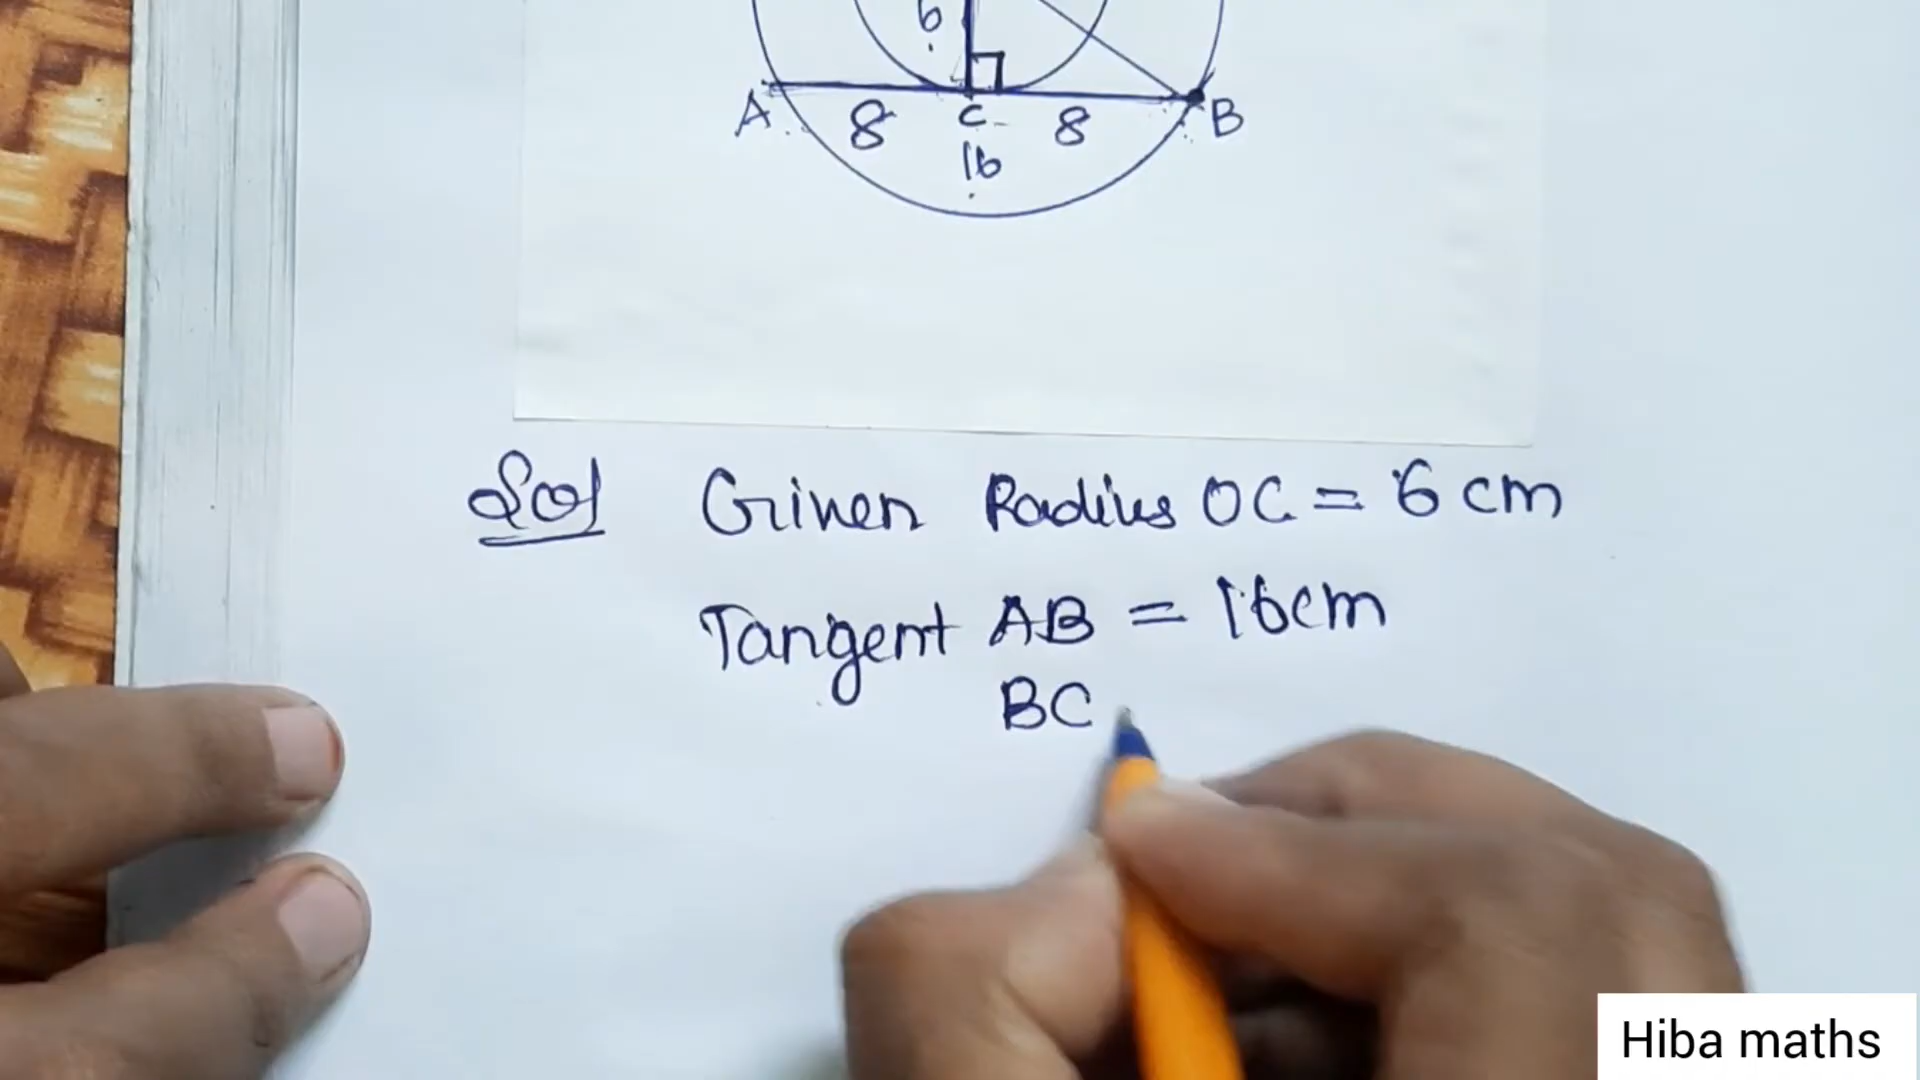 6
A 8 C 8 B
16
Sol Given Radius OC = 6 cm
Tangent AB = 16cm
BC
Hiba maths